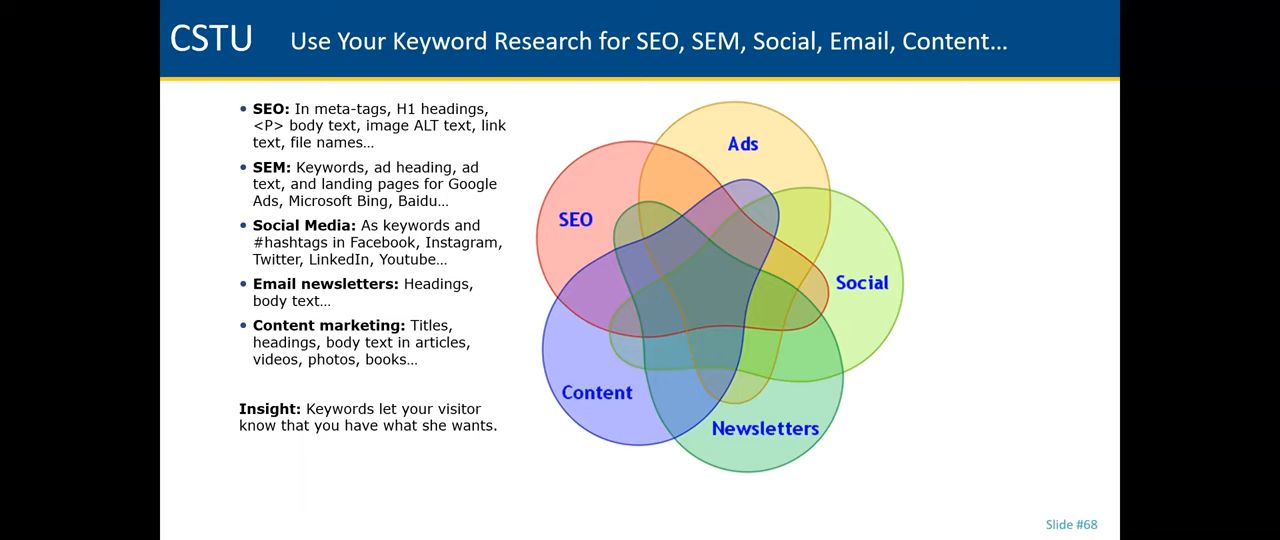 CSTU
Use Your Keyword Research for SEO, SEM, Social, Email, Content…
• SEO: In meta-tags, H1 headings,
<P> body text, image ALT text, link
text, file names…
• SEM: Keywords, ad heading, ad
text, and landing pages for Google
Ads, Microsoft Bing, Baidu…
• Social Media: As keywords and
#hashtags in Facebook, Instagram,
Twitter, LinkedIn, Youtube…
• Email newsletters: Headings,
body text…
• Content marketing: Titles,
headings, body text in articles,
videos, photos, books…
Insight: Keywords let your visitor
know that you have what she wants.
Ads
SEO
Social
Content
Newsletters
Slide #68